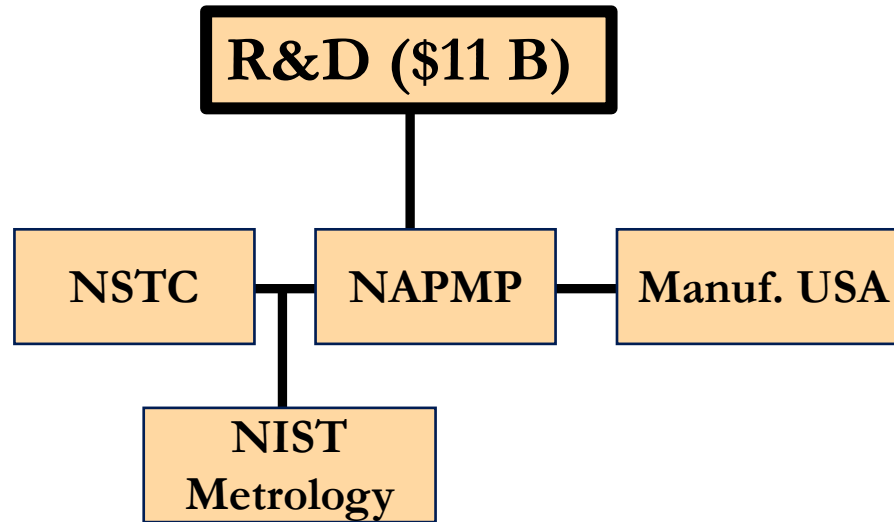 R&D ($11 B)
NSTC
NAPMP
Manuf. USA
NIST
Metrology